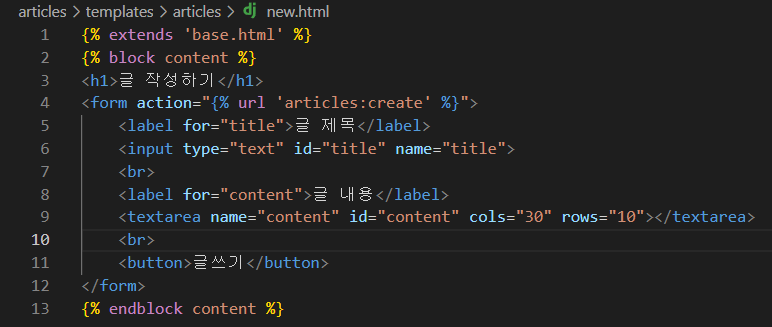 articles > templates > articles > dj new.html
1 {% extends 'base.html' %}
2 {% block content %}
3 <h1>글 작성하기</h1>
4 <form action="{% url 'articles:create' %}">
5 <label for="title">글 제목</label>
6 <input type="text" id="title" name="title">
7 <br>
8 <label for="content">글 내용</label>
9 <textarea name="content" id="content" cols="30" rows="10"></textarea>
10 <br>
11 <button>글쓰기</button>
12 </form>
13 {% endblock content %}